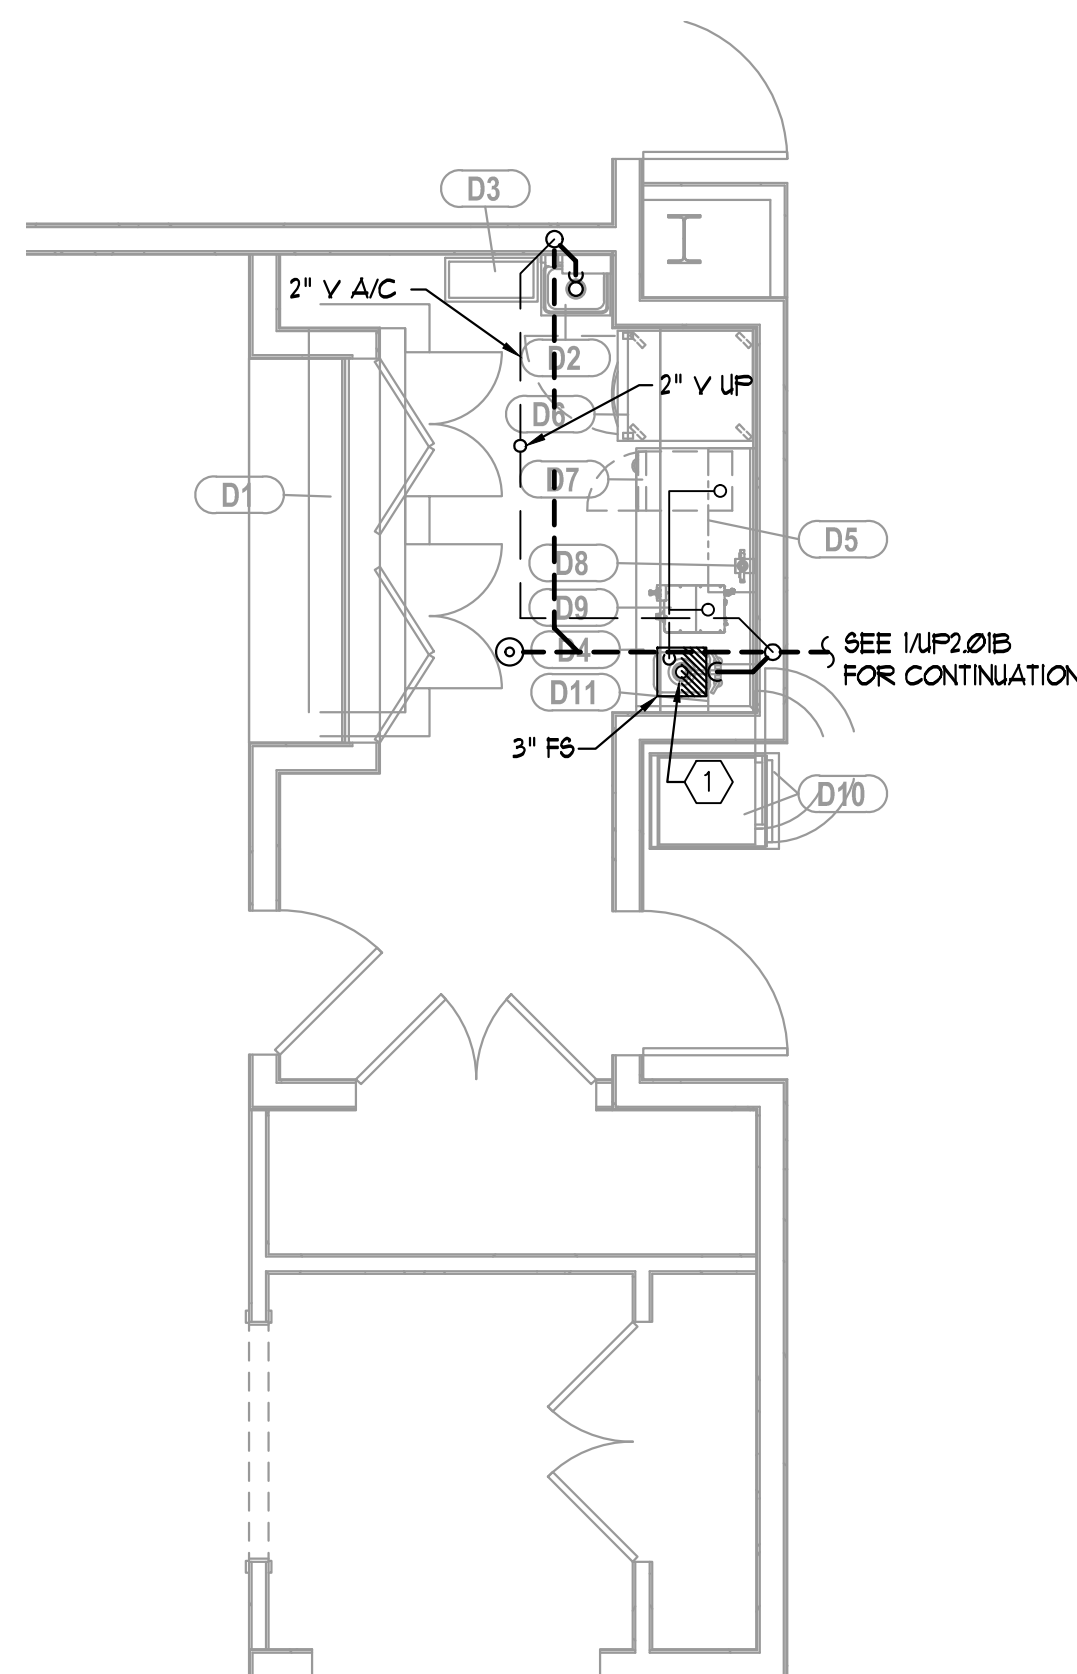 D3
2" V A/C
D2
2" V UP
D6
D7
D1
D5
D8
D9
D4
SEE 1/UP2.01B
FOR CONTINUATION
D11
3" FS
1
D10